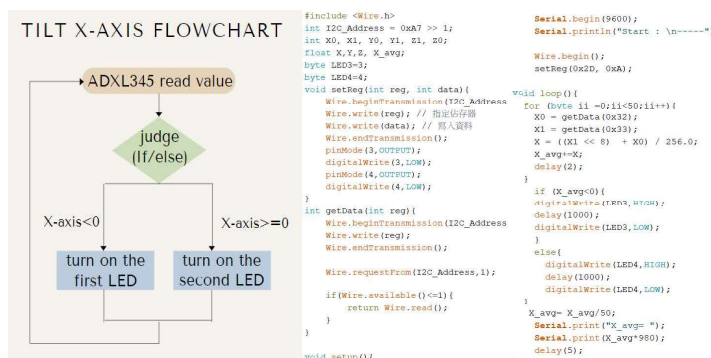 TILT X-AXIS FLOWCHART
ADXL345 read value
judge
(If/else)
X-axis<0
X-axis>=0
turn on the
first LED
turn on the
second LED
#include <Wire.h>
int I2C_Address = 0xA7 >> 1;
int X0, X1, Y0, Y1, Z1, Z0;
float X,Y,Z, X_avg;
byte LED3=3;
byte LED4=4;
void setReg(int reg, int data){
Wire.beginTransmission(I2C_Address
Wire.write(reg); // 指定佔存器
Wire.write(data); // 寫入資料
Wire.endTransmission();
pinMode(3,OUTPUT);
digitalWrite(3,LOW);
pinMode(4,OUTPUT);
digitalWrite(4,LOW);
}
int getData(int reg){
Wire.beginTransmission(I2C_Address
Wire.write(reg);
Wire.endTransmission();
Wire.requestFrom(I2C_Address,1);
if(Wire.available()<=1){
return Wire.read();
}
}
void setup(){
Serial.begin(9600);
Serial.println("Start : \n-----"
Wire.begin();
setReg(0x2D, 0xA);
void loop(){
for (byte ii =0;ii<50;ii++){
X0 = getData(0x32);
X1 = getData(0x33);
X = ((X1 << 8) + X0) / 256.0;
X_avg+=X;
delay(2);
}
if (X_avg<0){
digitalWrite(LED3,HIGH);
delay(1000);
digitalWrite(LED3,LOW);
}
else{
digitalWrite(LED4,HIGH);
delay(1000);
digitalWrite(LED4,LOW);
}
X_avg= X_avg/50;
Serial.print("X_avg= ");
Serial.print(X_avg*980);
delay(5);